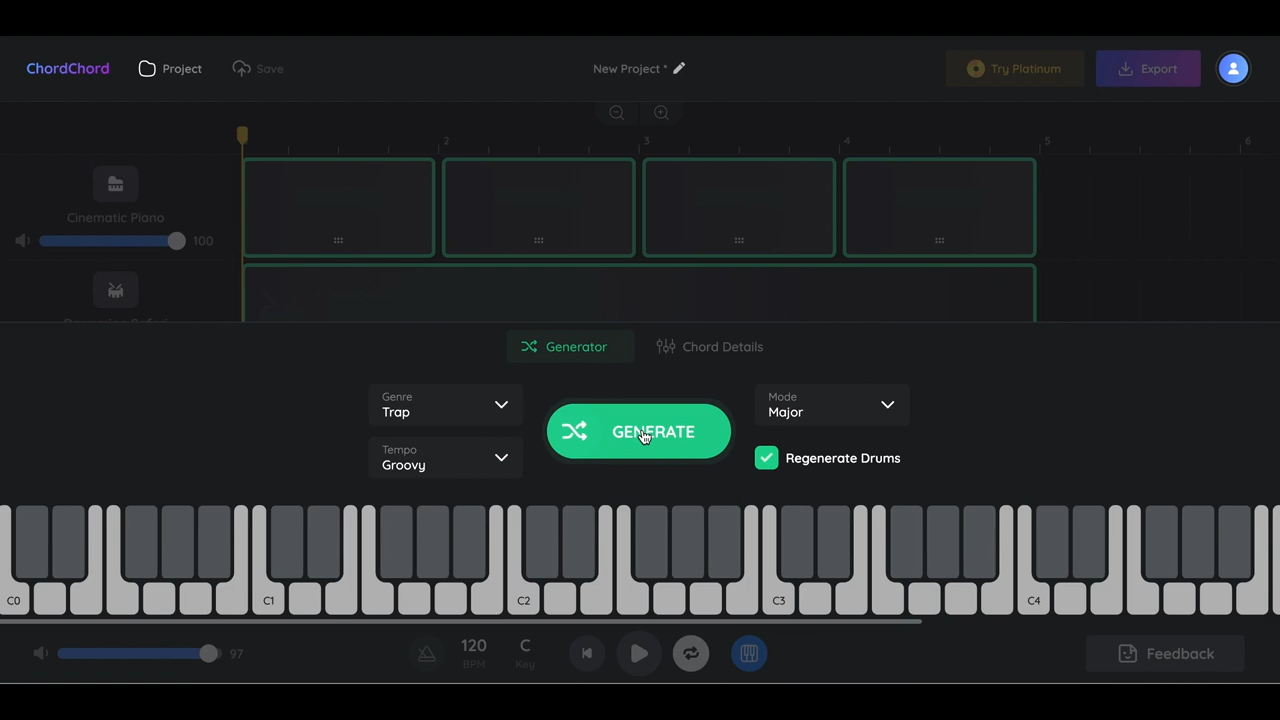 ChordChord
Project
Save
New Project *
Try Platinum
Export
2
3
4
5
6
Cinematic Piano
100
Generator
Chord Details
Genre
Trap
Tempo
Groovy
GENERATE
Mode
Major
Regenerate Drums
C0
C1
C2
C3
C4
97
120
BPM
C
Key
Feedback